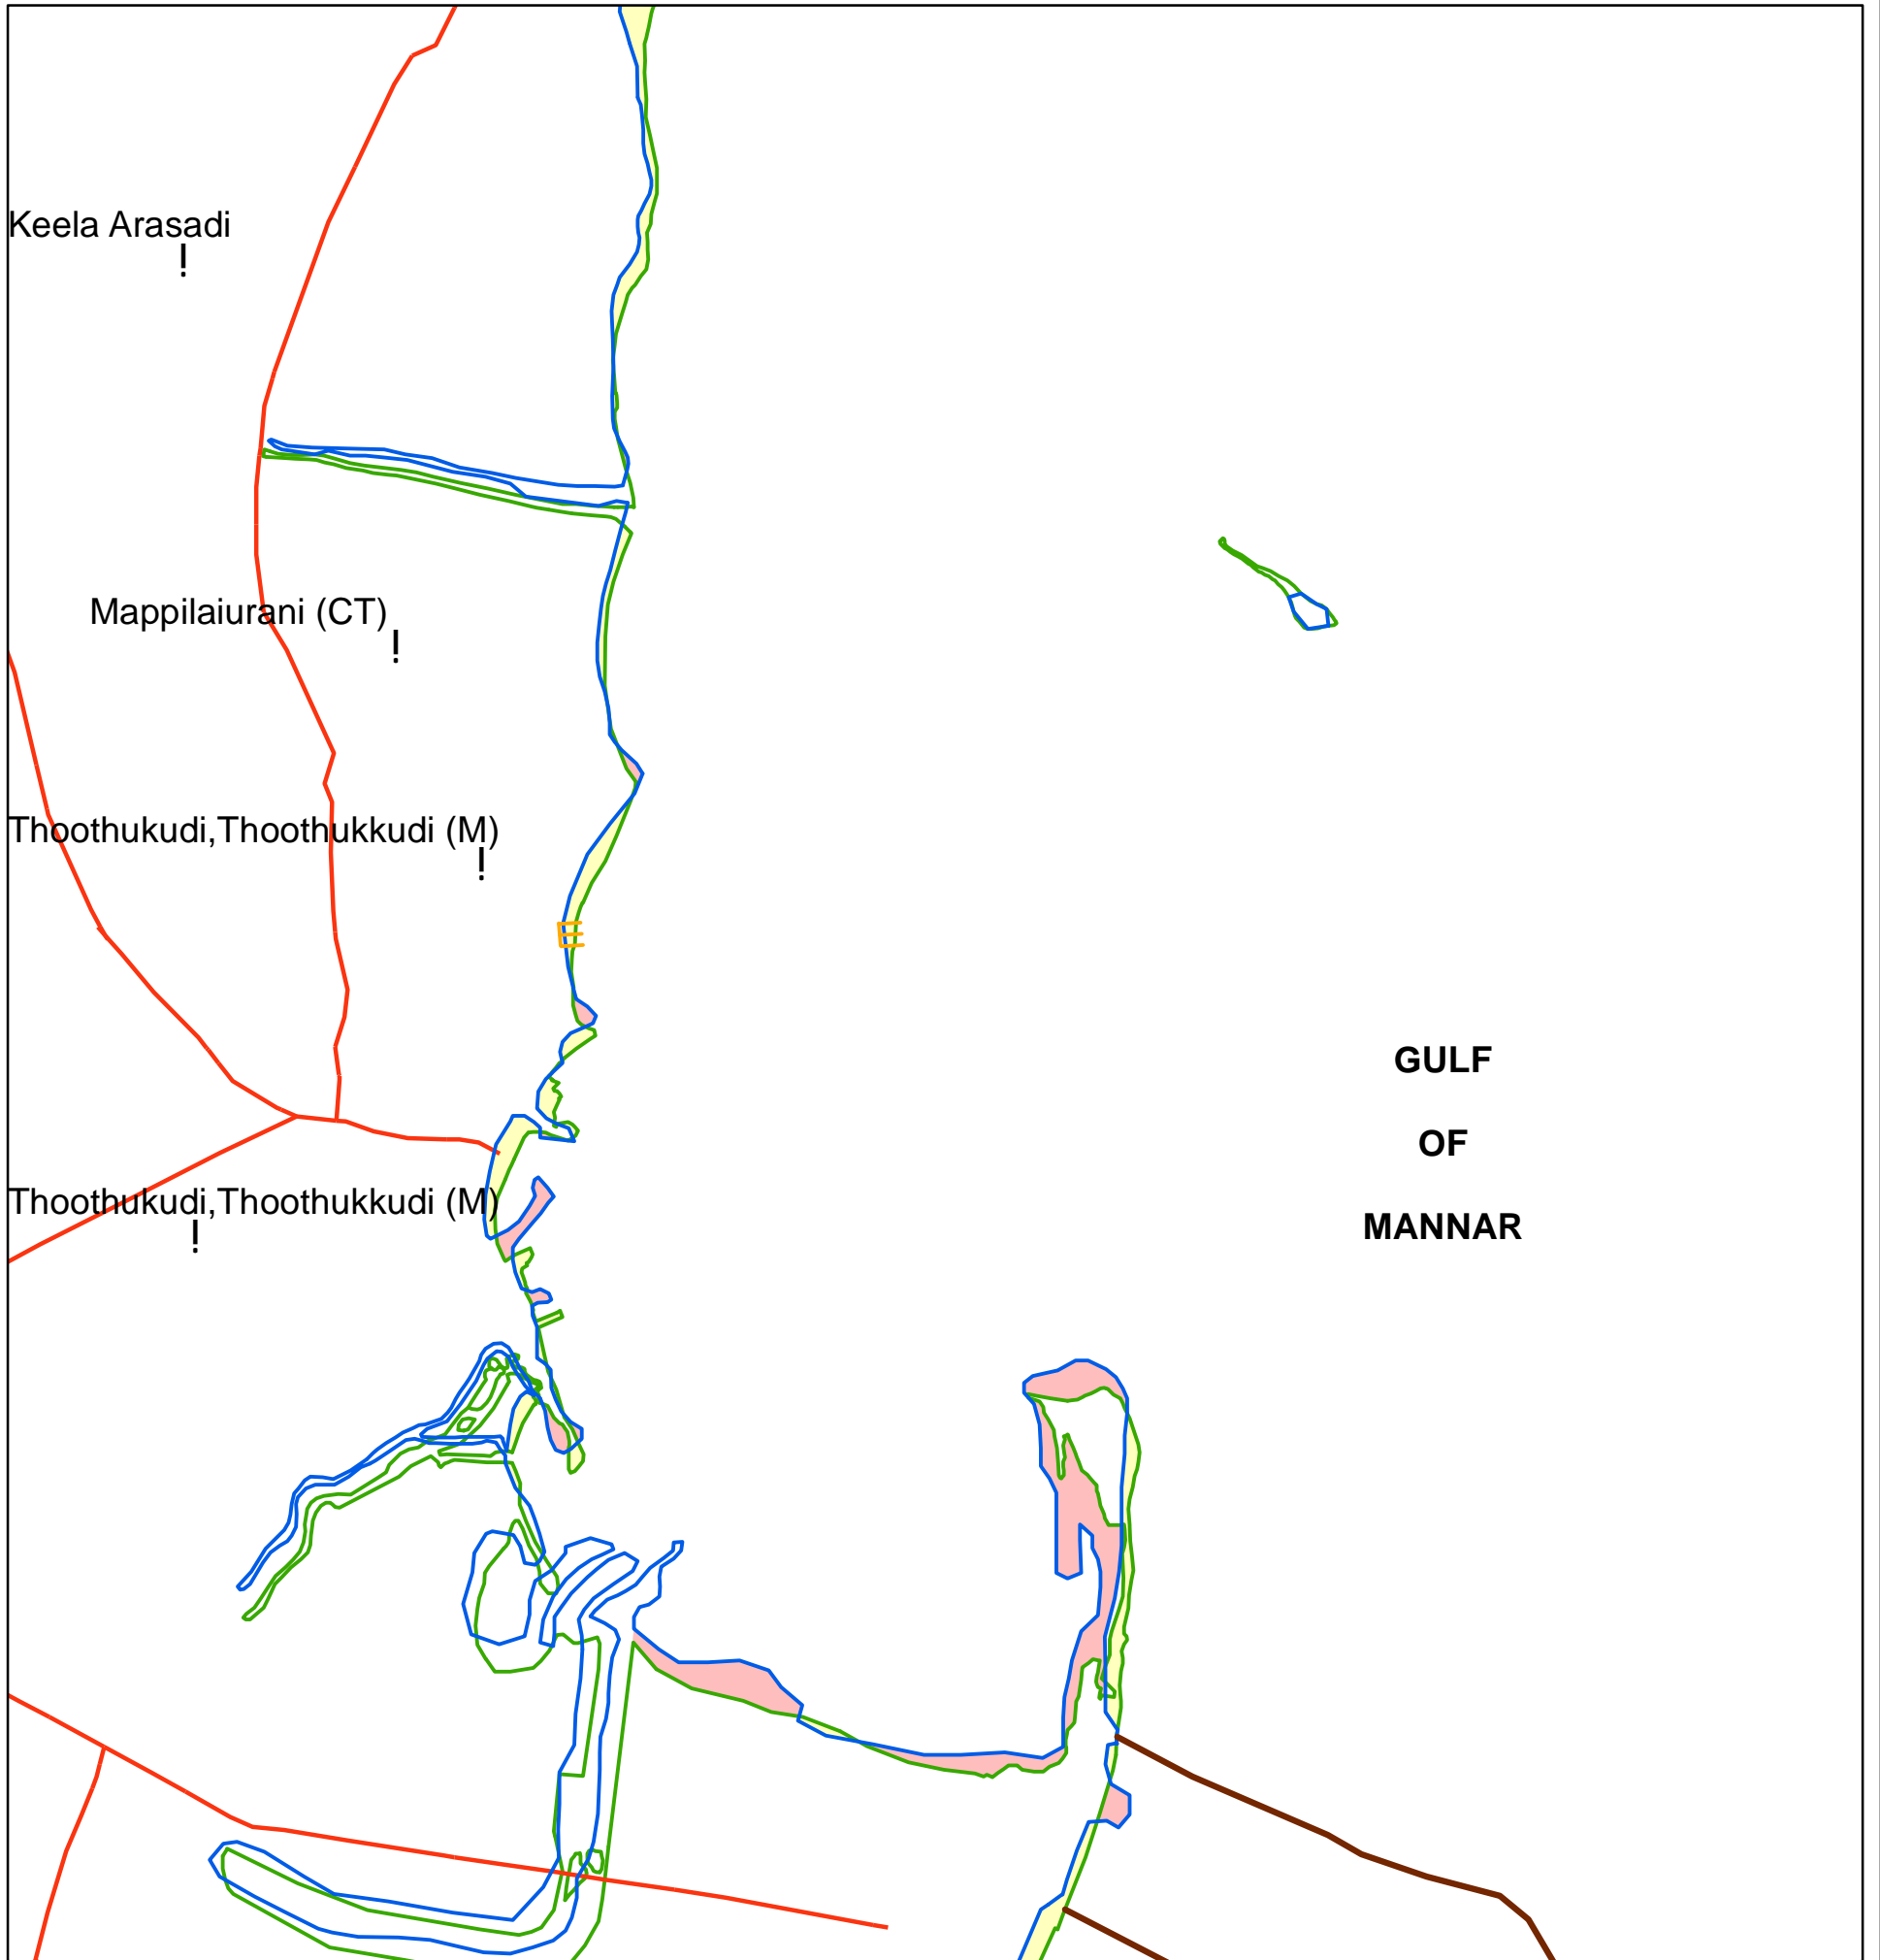 Keela Arasadi
!
Mappilaiurani (CT)
!
Thoothukudi,Thoothukkudi (M)
!
GULF
OF
MANNAR
Thoothukudi,Thoothukkudi (M)
!